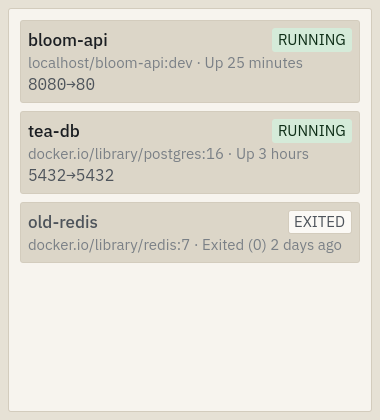 bloom-api RUNNING
localhost/bloom-api:dev · Up 25 minutes
8080→80
tea-db RUNNING
docker.io/library/postgres:16 · Up 3 hours
5432→5432
old-redis EXITED
docker.io/library/redis:7 · Exited (0) 2 days ago